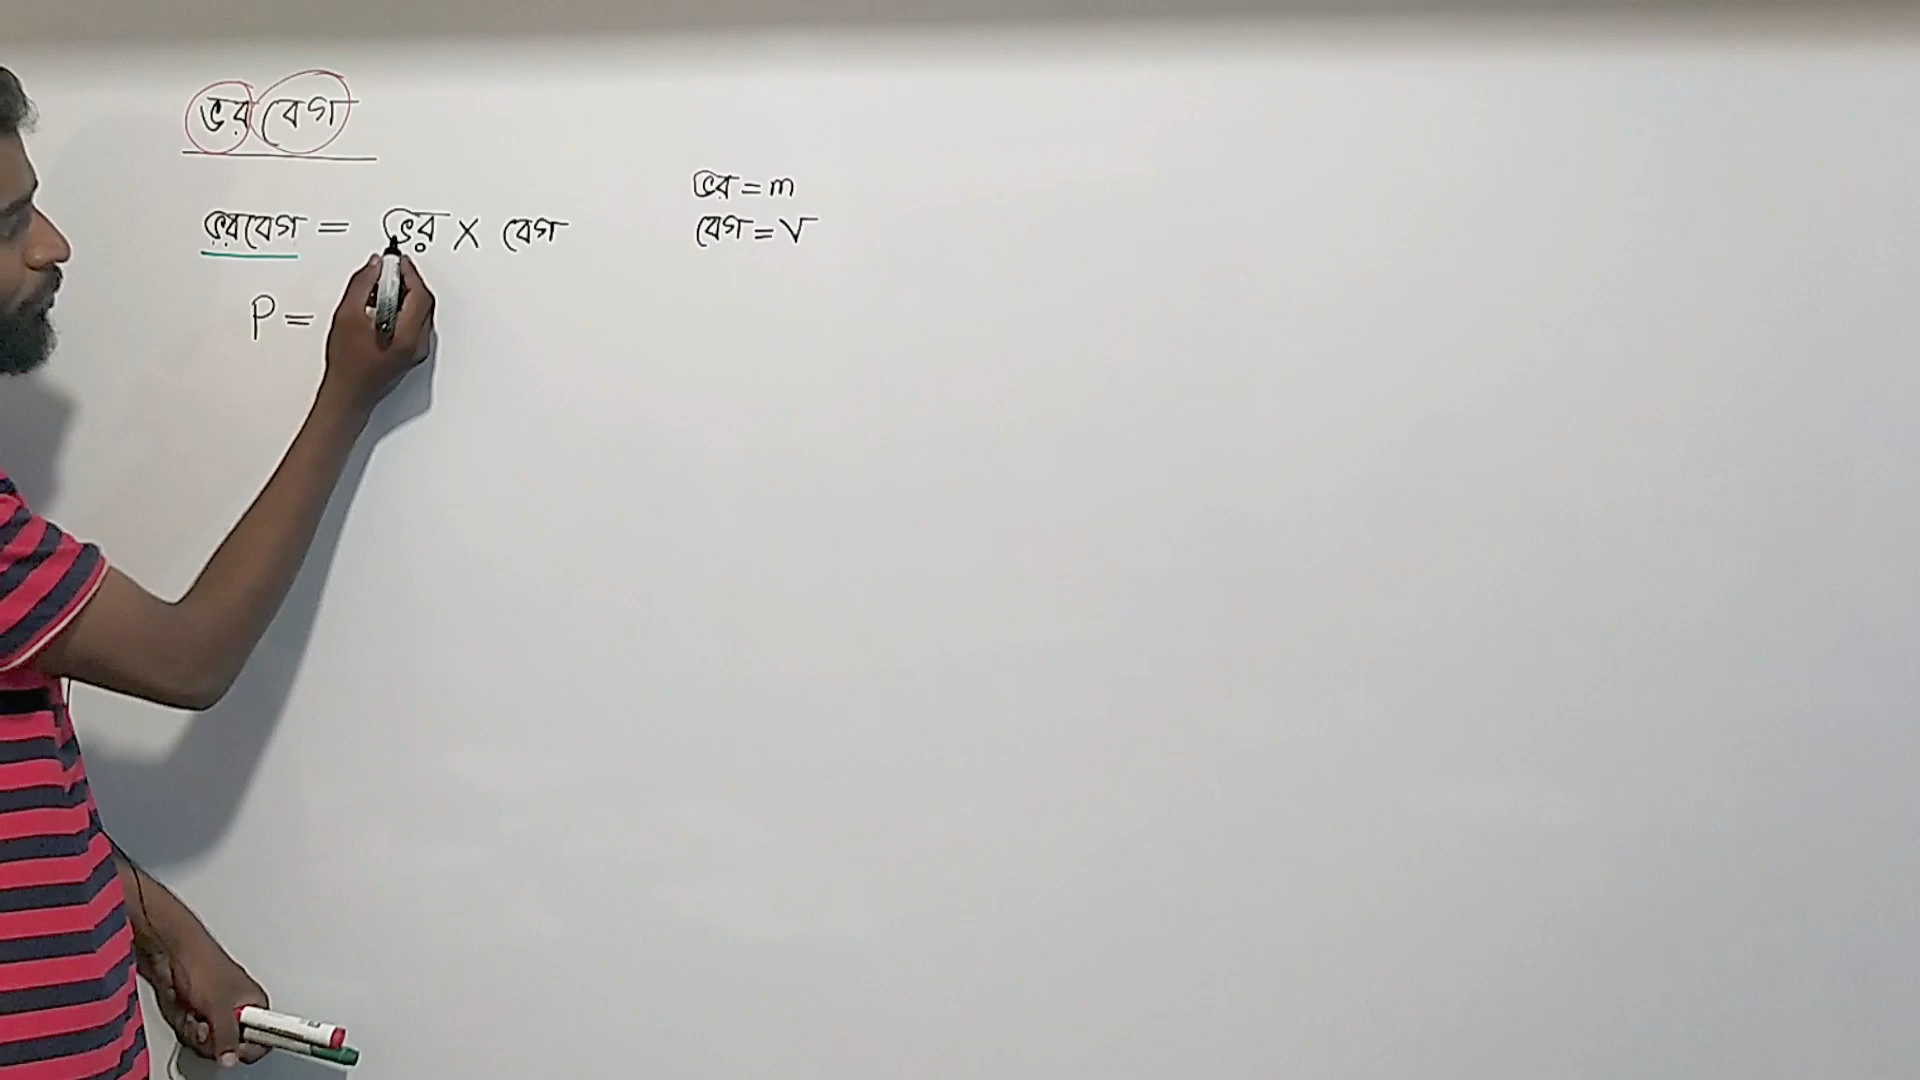 ভরবেগ
ভরবেগ = ভর × বেগ
P =
ভর = m
বেগ = v